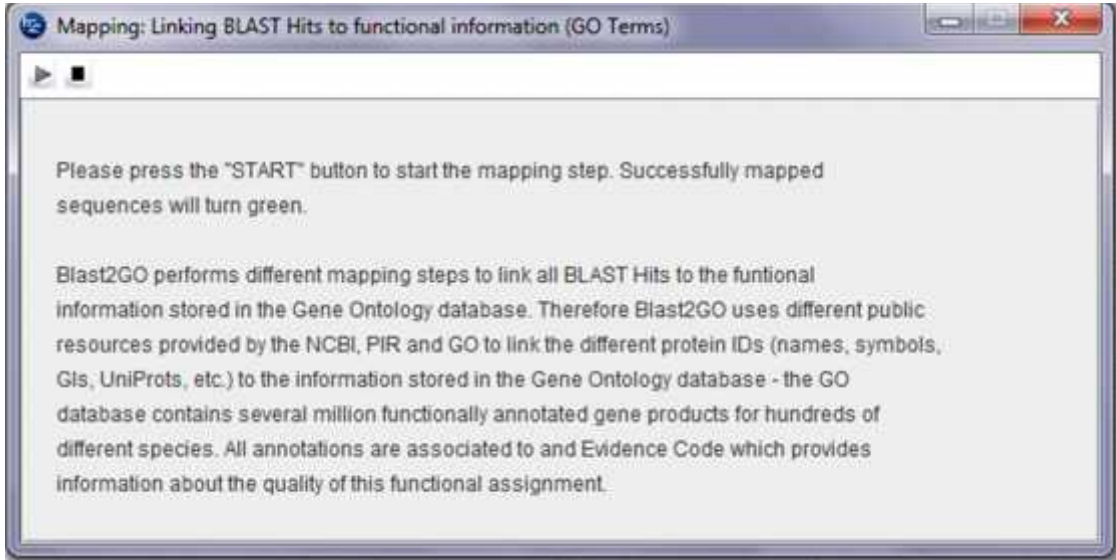 Mapping: Linking BLAST Hits to functional information (GO Terms)
Please press the "START" button to start the mapping step. Successfully mapped
sequences will turn green.
Blast2GO performs different mapping steps to link all BLAST Hits to the funtional
information stored in the Gene Ontology database. Therefore Blast2GO uses different public
resources provided by the NCBI, PIR and GO to link the different protein IDs (names, symbols,
GIs, UniProts, etc.) to the information stored in the Gene Ontology database - the GO
database contains several million functionally annotated gene products for hundreds of
different species. All annotations are associated to and Evidence Code which provides
information about the quality of this functional assignment.